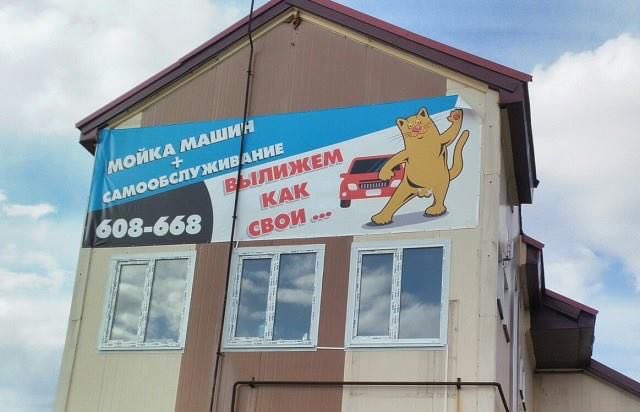 МОЙКА МАШИН
+
САМООБСЛУЖИВАНИЕ
608-668
ВЫЛИЖЕМ
КАК
СВОИ ...